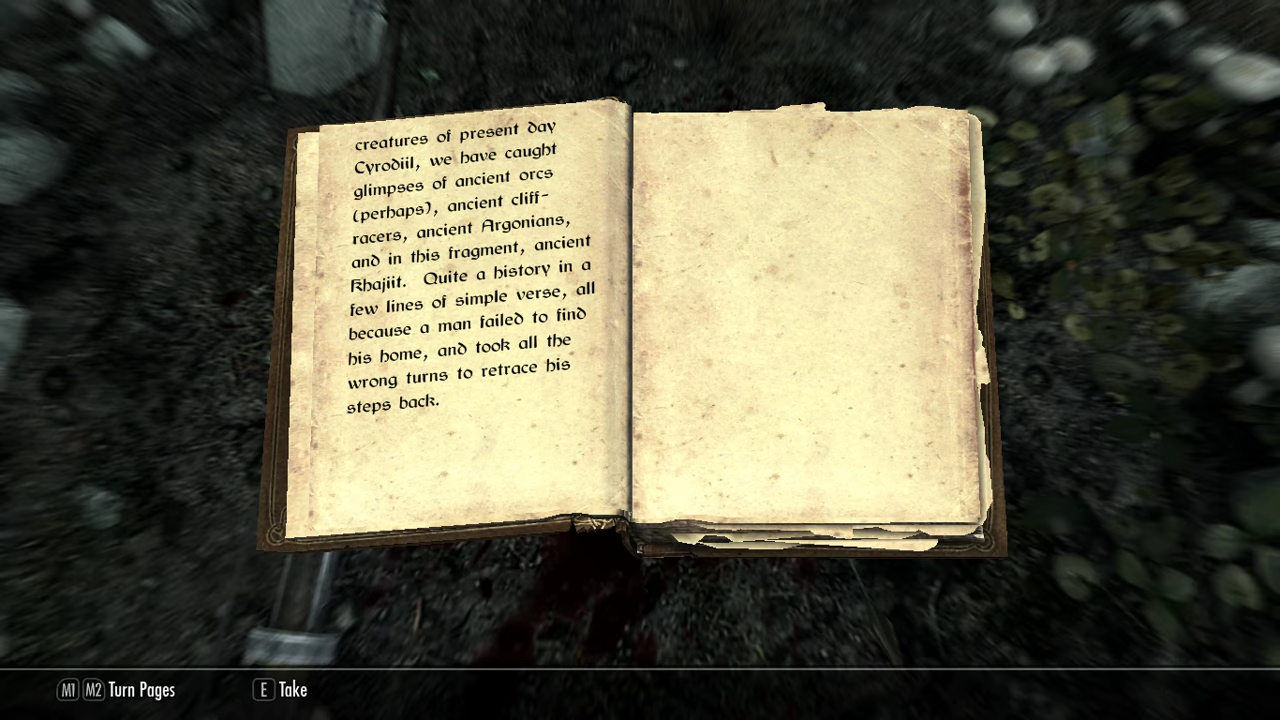 creatures of present day
Cyrodiil, we have caught
glimpses of ancient orcs
(perhaps), ancient cliff-
racers, ancient Argonians,
and in this fragment, ancient
Khajiit. Quite a history in a
few lines of simple verse, all
because a man failed to find
his home, and took all the
wrong turns to retrace his
steps back.
M1 M2 Turn Pages
E Take